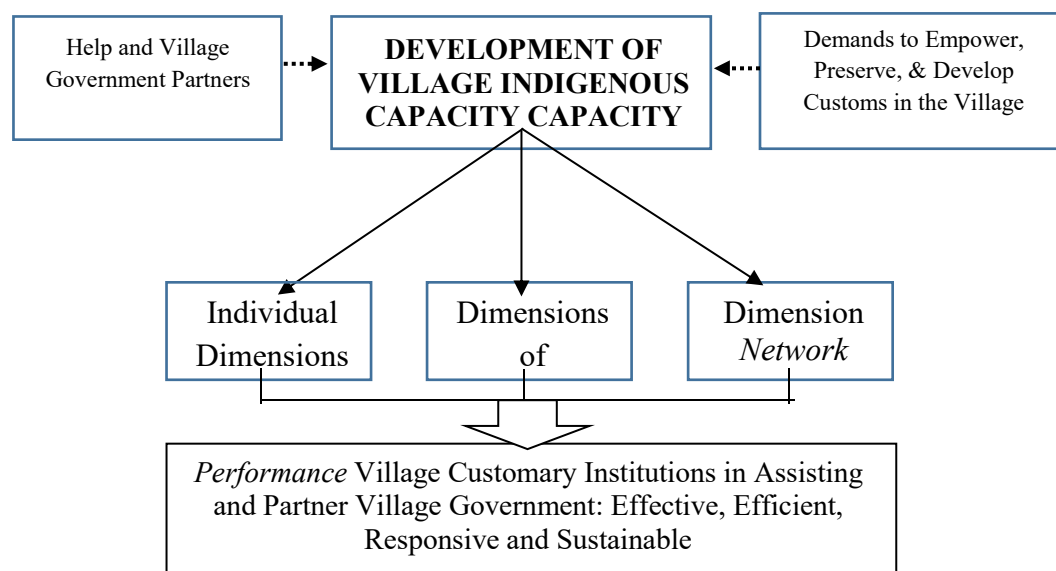 Help and Village
Government Partners
DEVELOPMENT OF
VILLAGE INDIGENOUS
CAPACITY CAPACITY
Demands to Empower,
Preserve, & Develop
Customs in the Village
Individual
Dimensions
Dimensions
of
Dimension
Network
Performance Village Customary Institutions in Assisting
and Partner Village Government: Effective, Efficient,
Responsive and Sustainable